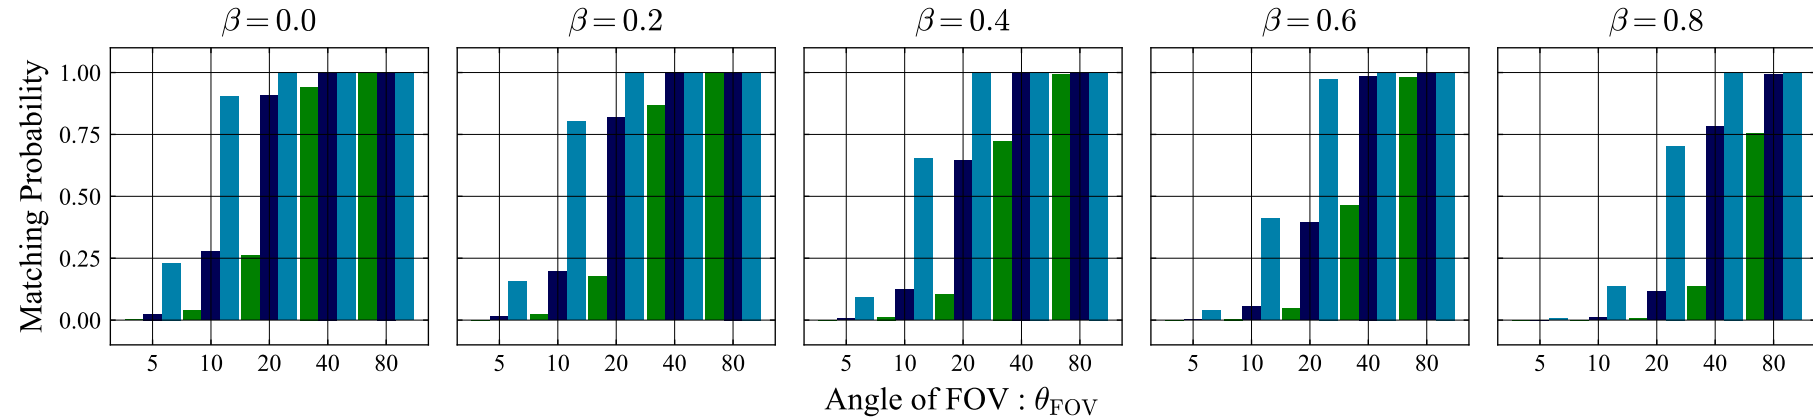 β=0.0 β=0.2 β=0.4 β=0.6 β=0.8
Matching Probability
1.00
0.75
0.50
0.25
0.00
5 10 20 40 80 5 10 20 40 80 5 10 20 40 80 5 10 20 40 80 5 10 20 40 80
Angle of FOV : θ_FOV